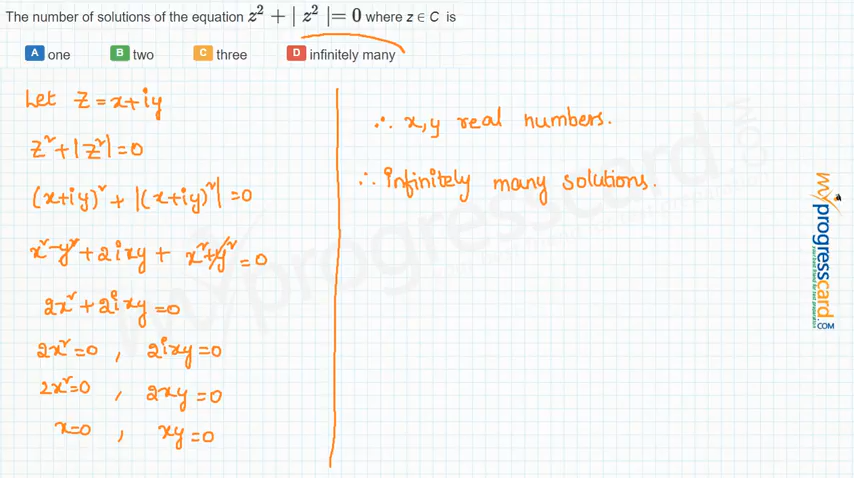 The number of solutions of the equation z² + | z² |= 0 where z ∈ C is
A one B two C three D infinitely many
Let z = x+iy
z² + |z²| = 0
(x+iy)² + |(x+iy)²| = 0
x² - y² + 2ixy + x² + y² = 0
2x² + 2ixy = 0
2x² = 0 , 2ixy = 0
2x² = 0 , 2xy = 0
x = 0 , xy = 0
∴ x, y real numbers.
∴ infinitely many solutions.
myprogresscard
.COM